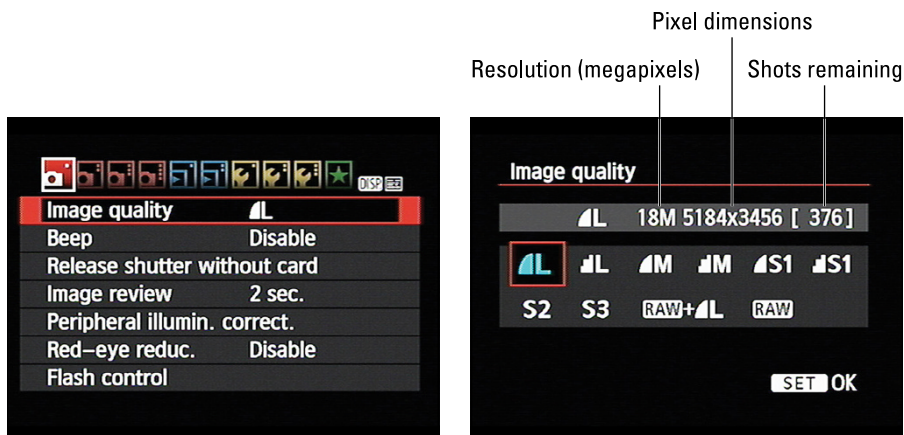 Pixel dimensions
Resolution (megapixels) Shots remaining
DISP
Image quality L
Beep Disable
Release shutter without card
Image review 2 sec.
Peripheral illumin. correct.
Red-eye reduc. Disable
Flash control
Image quality
L 18M 5184x3456 [ 376]
L L M M S1 S1
S2 S3 RAW+L RAW
SET OK